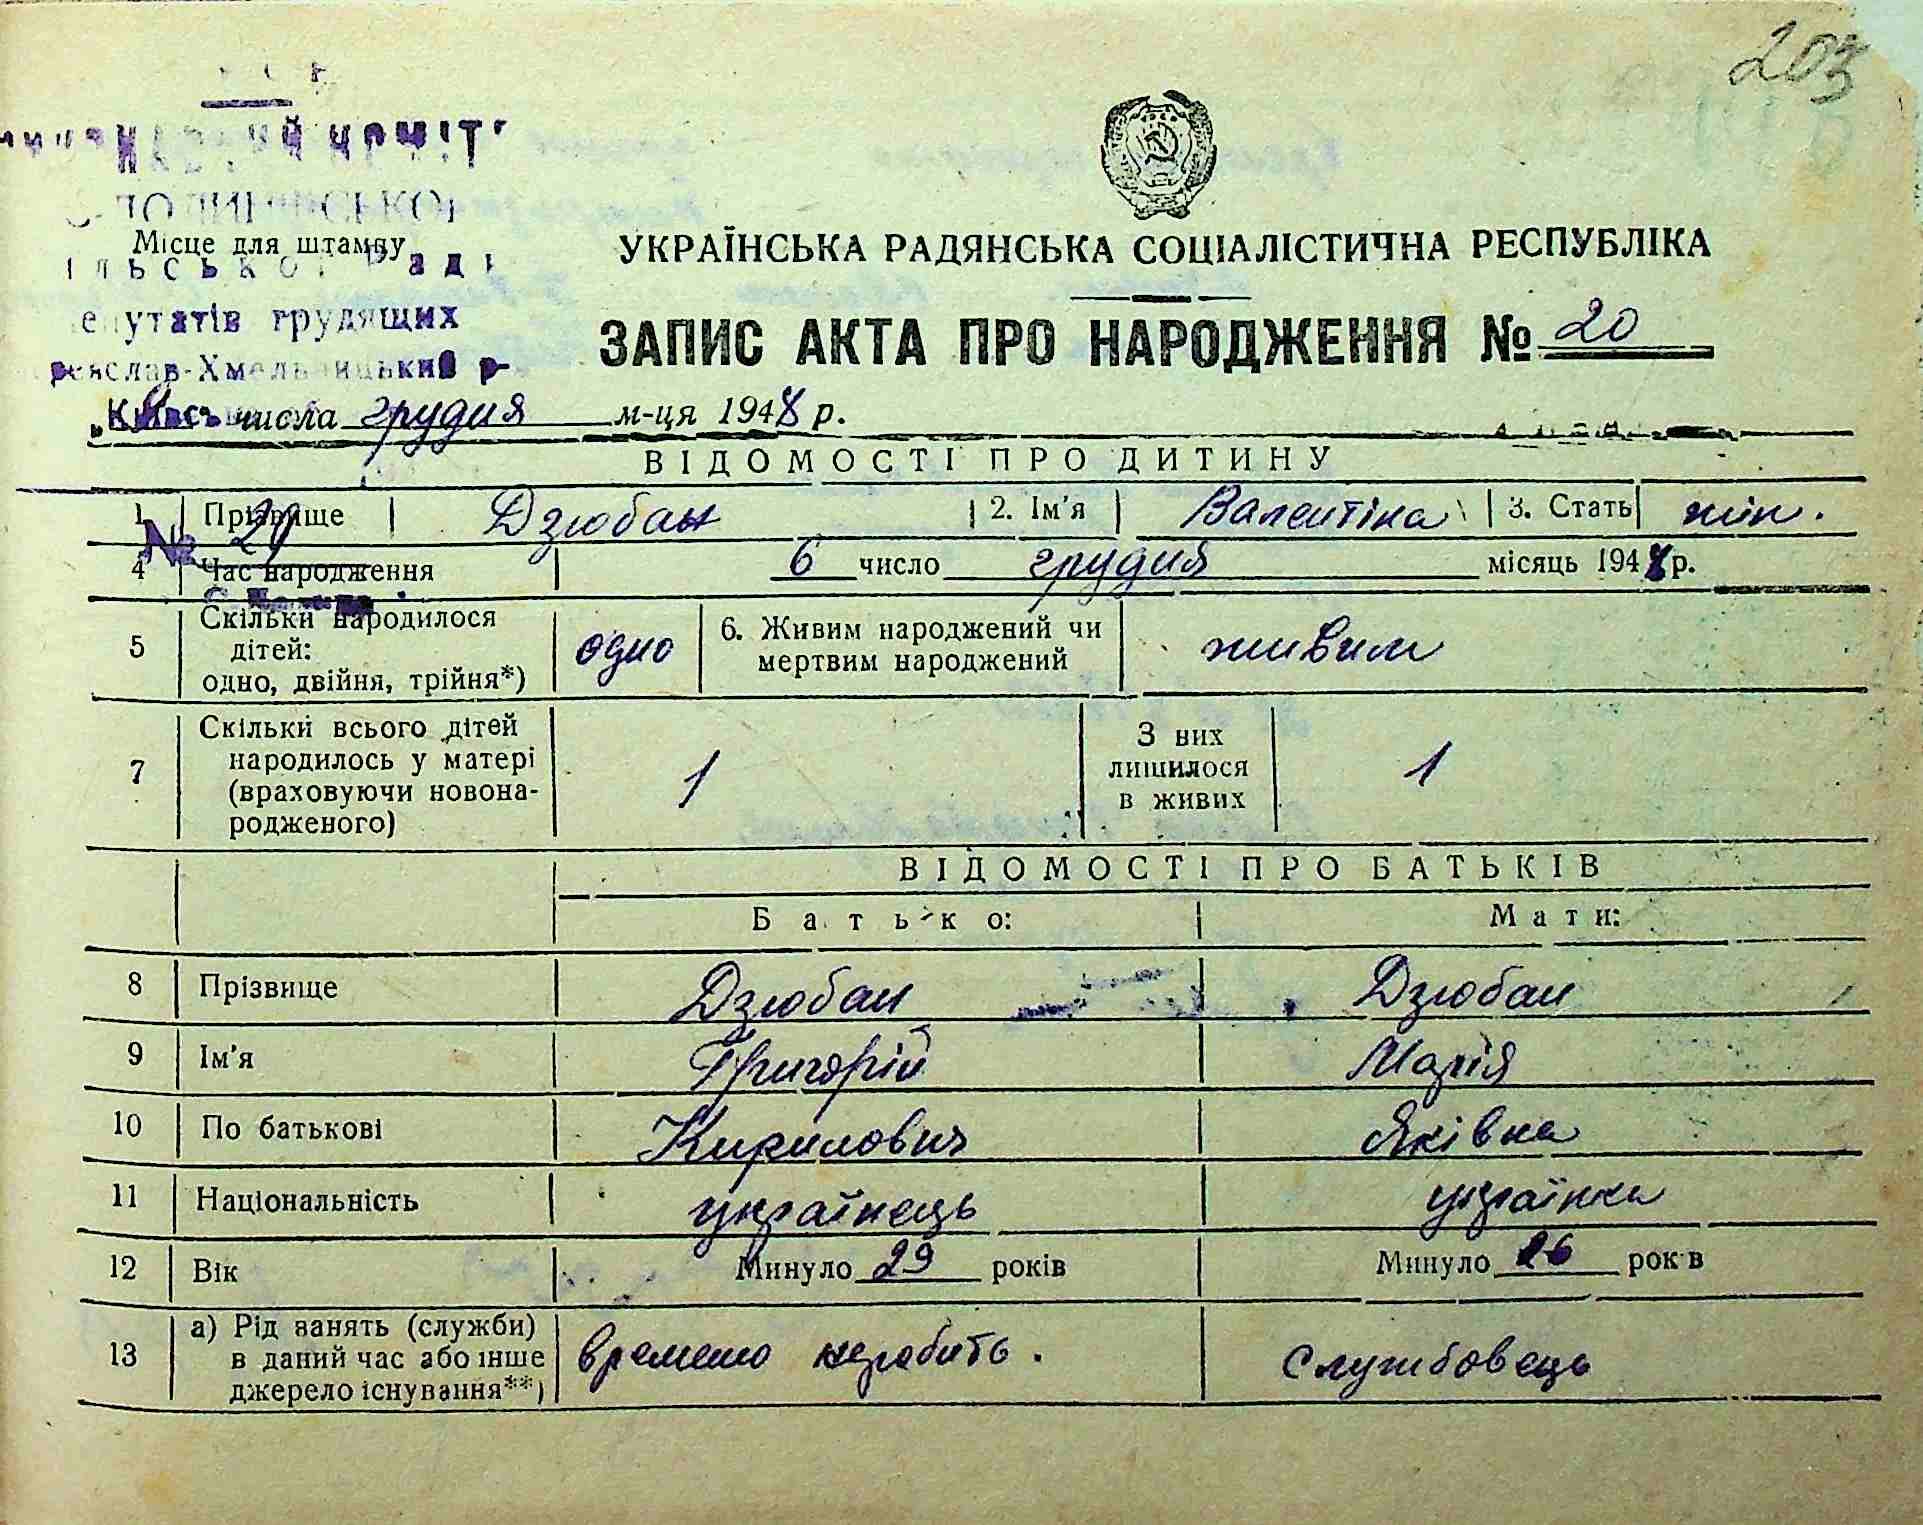 203
Місце для штампу
депутатів трудящих
УКРАЇНСЬКА РАДЯНСЬКА СОЦІАЛІСТИЧНА РЕСПУБЛІКА
ЗАПИС АКТА ПРО НАРОДЖЕННЯ № 20
числа грудня м-ця 1948 р.
ВІДОМОСТІ ПРО ДИТИНУ
1 Прізвище Дзюбан 2. Ім'я Валентіна 3. Стать жін.
№ 20
4 Час народження 6 число грудня місяць 1948 р.
5 Скільки народилося дітей: одно, двійня, трійня*) одно 6. Живим народжений чи мертвим народжений живим
7 Скільки всього дітей народилось у матері (враховуючи новонародженого) 1 З них лишилося в живих 1
ВІДОМОСТІ ПРО БАТЬКІВ
Батько: Мати:
8 Прізвище Дзюбан Дзюбан
9 Ім'я Григорій Марія
10 По батькові Кирилович Яківна
11 Національність українець українка
12 Вік Минуло 29 років Минуло 26 років
13 а) Рід занять (служби) в даний час або інше джерело існування**) времено неробить. службовець